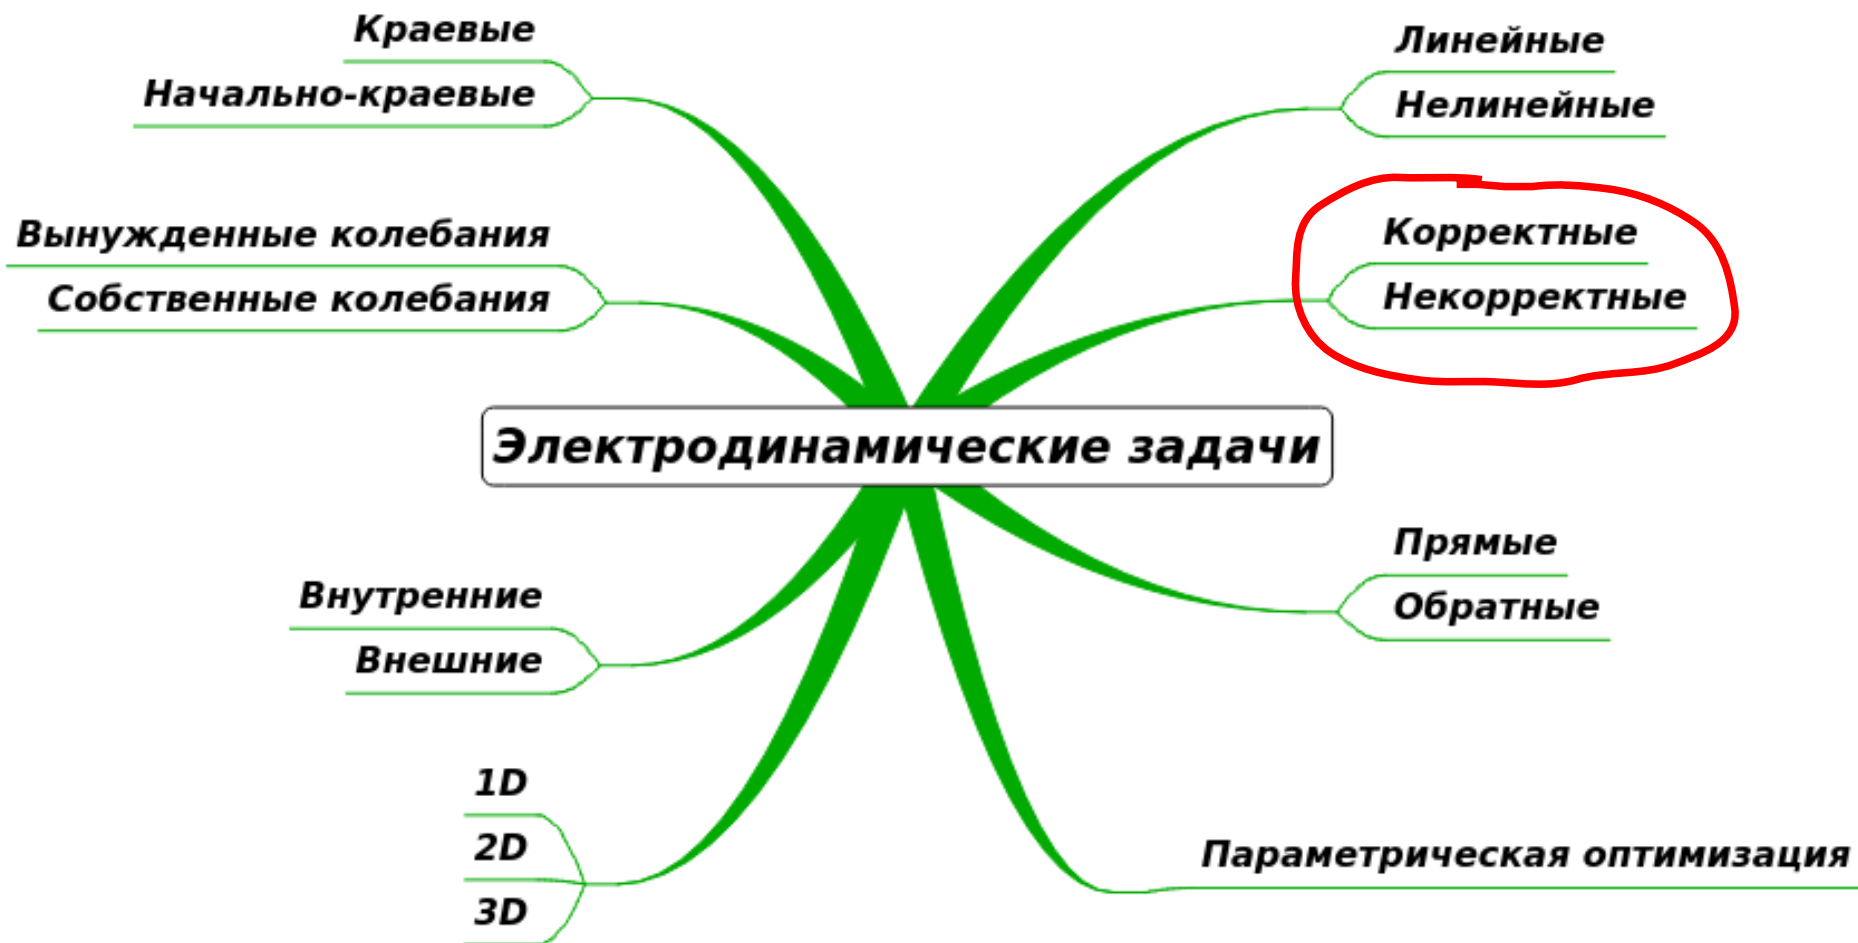 Краевые
Начально-краевые
Вынужденные колебания
Собственные колебания
Линейные
Нелинейные
Корректные
Некорректные
Электродинамические задачи
Внутренние
Внешние
1D
2D
3D
Прямые
Обратные
Параметрическая оптимизация